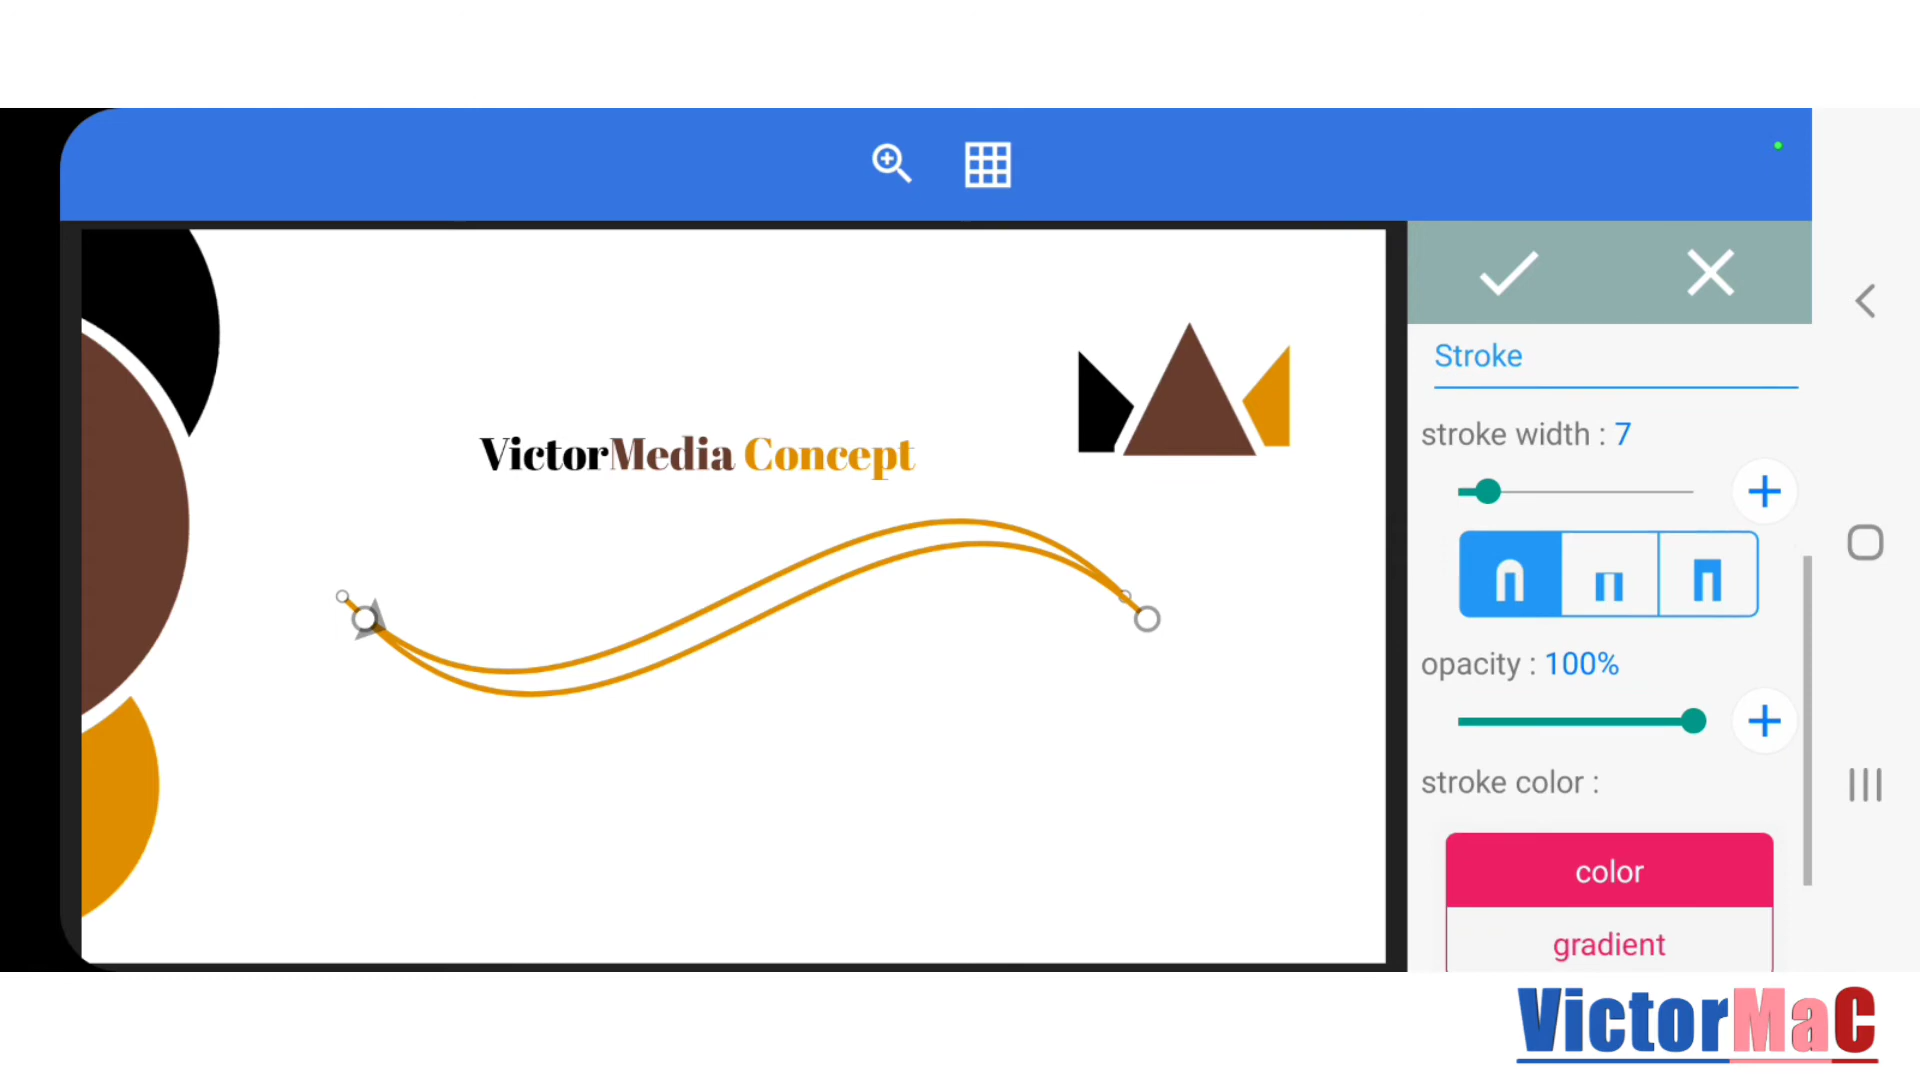 Stroke
stroke width : 7
VictorMedia Concept
opacity : 100%
stroke color :
color
gradient
VictorMaC